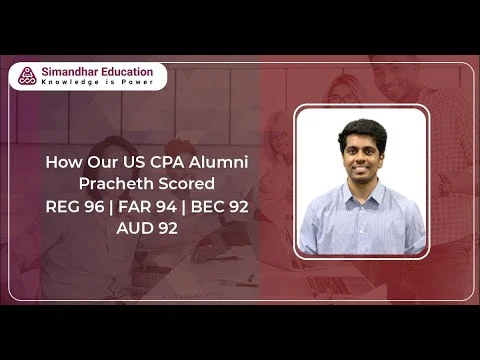 Simandhar Education
Knowledge is Power
How Our US CPA Alumni
Pracheth Scored
REG 96 | FAR 94 | BEC 92
AUD 92